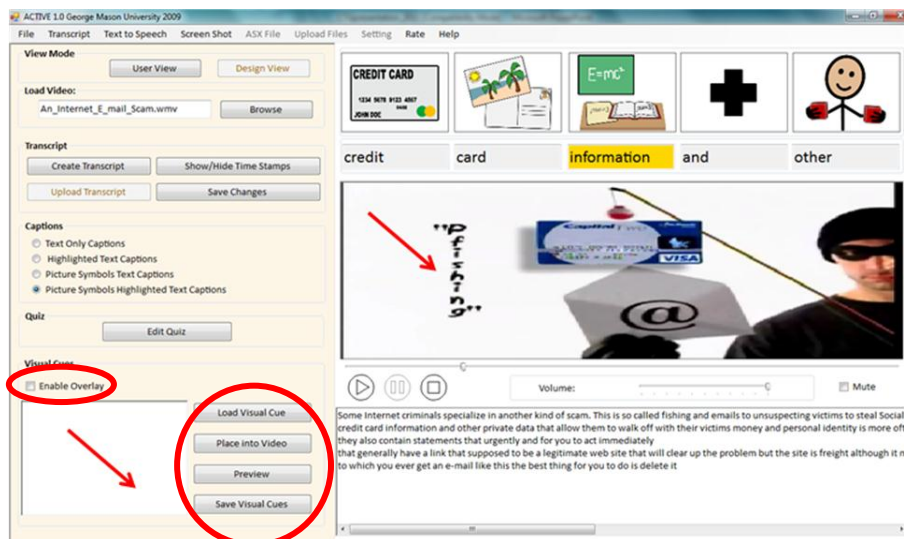 ACTIVE 1.0 George Mason University 2009
File Transcript Text to Speech Screen Shot ASX File Upload Files Setting Rate Help
View Mode
User View Design View
Load Video:
An_Internet_E_mail_Scam.wmv Browse
Transcript
Create Transcript Show/Hide Time Stamps
Upload Transcript Save Changes
Captions
Text Only Captions
Highlighted Text Captions
Picture Symbols Text Captions
Picture Symbols Highlighted Text Captions
Quiz
Edit Quiz
Visual Cues
Enable Overlay
Load Visual Cue
Place into Video
Preview
Save Visual Cues
CREDIT CARD
1234 5678 9123 4567
JOHN DOE
E=mc²
credit card information and other
"Pfishing"
Capital
VISA
@
Volume: Mute
Some Internet criminals specialize in another kind of scam. This is so called fishing and emails to unsuspecting victims to steal Social
credit card information and other private data that allow them to walk off with their victims money and personal identity is more oft
they also contain statements that urgently and for you to act immediately
that generally have a link that supposed to be a legitimate web site that will clear up the problem but the site is freight although it n
to which you ever get an e-mail like this the best thing for you to do is delete it